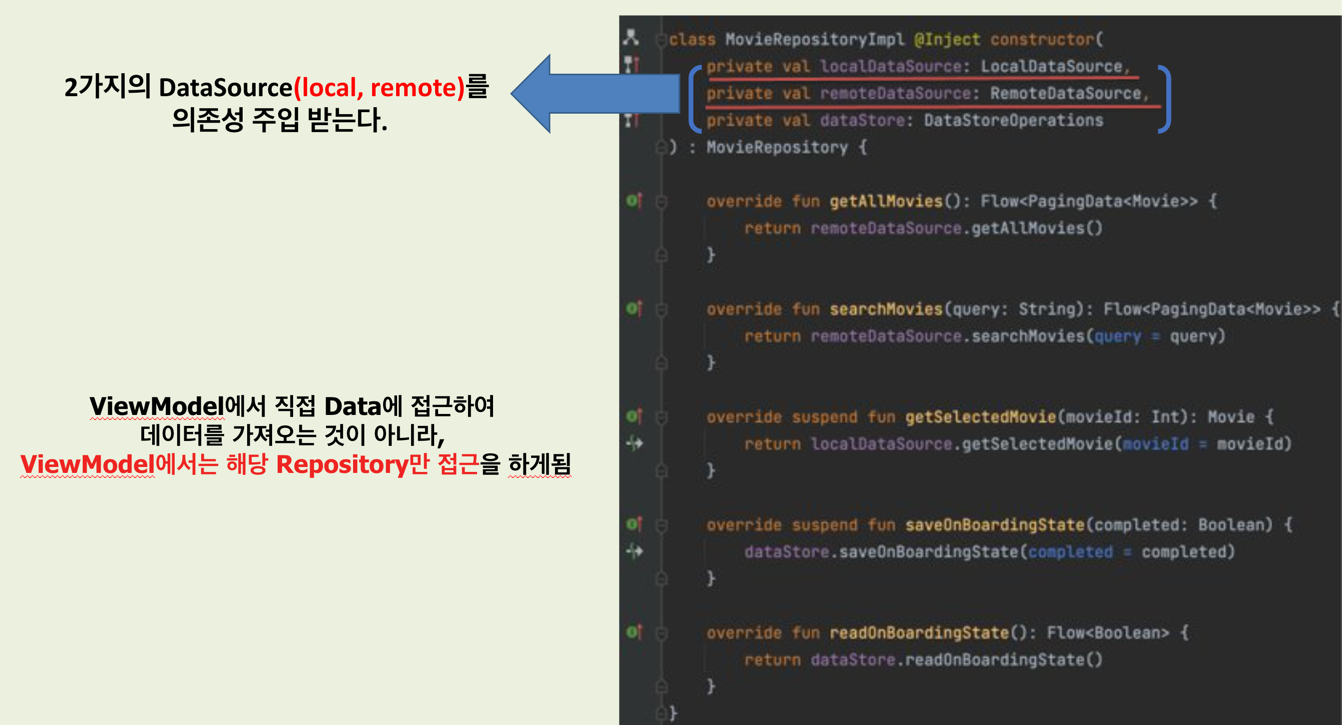 2가지의 DataSource(local, remote)를
의존성 주입 받는다.
ViewModel에서 직접 Data에 접근하여
데이터를 가져오는 것이 아니라,
ViewModel에서는 해당 Repository만 접근을 하게됨
class MovieRepositoryImpl @Inject constructor(
    private val localDataSource: LocalDataSource,
    private val remoteDataSource: RemoteDataSource,
    private val dataStore: DataStoreOperations
) : MovieRepository {
    override fun getAllMovies(): Flow<PagingData<Movie>> {
        return remoteDataSource.getAllMovies()
    }
    override fun searchMovies(query: String): Flow<PagingData<Movie>> {
        return remoteDataSource.searchMovies(query = query)
    }
    override suspend fun getSelectedMovie(movieId: Int): Movie {
        return localDataSource.getSelectedMovie(movieId = movieId)
    }
    override suspend fun saveOnBoardingState(completed: Boolean) {
        dataStore.saveOnBoardingState(completed = completed)
    }
    override fun readOnBoardingState(): Flow<Boolean> {
        return dataStore.readOnBoardingState()
    }
}